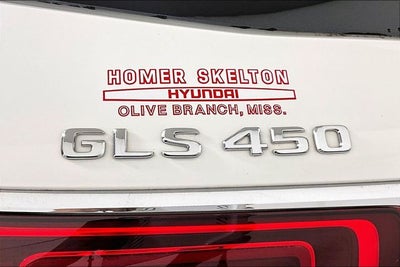 HOMER SKELTON
HYUNDAI
OLIVE BRANCH, MISS.
GLS 450